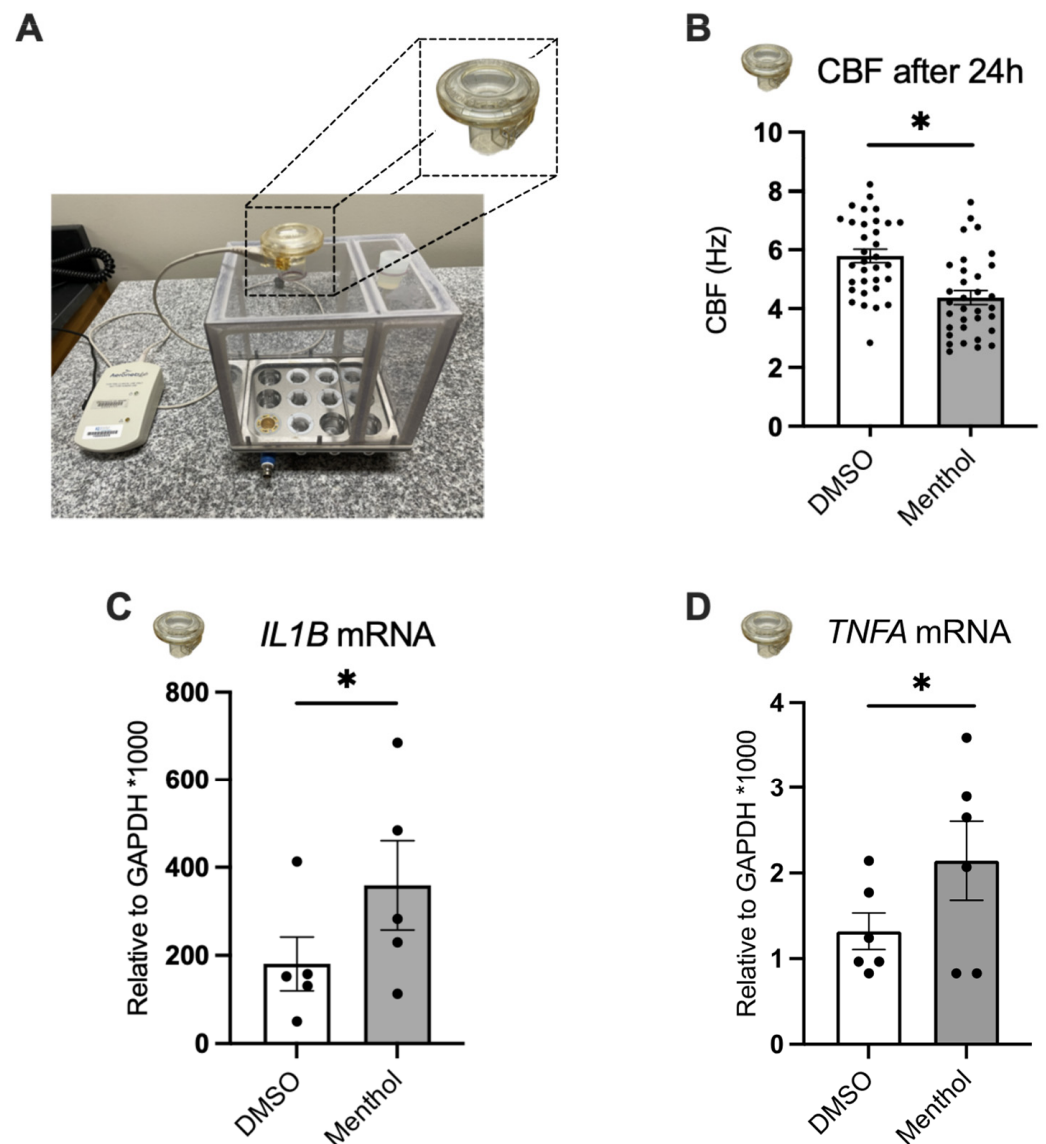 A
B
CBF after 24h
*
10
8
6
4
2
0
CBF (Hz)
DMSO
Menthol
C
IL1B mRNA
*
800
600
400
200
0
Relative to GAPDH *1000
DMSO
Menthol
D
TNFA mRNA
*
4
3
2
1
0
Relative to GAPDH *1000
DMSO
Menthol